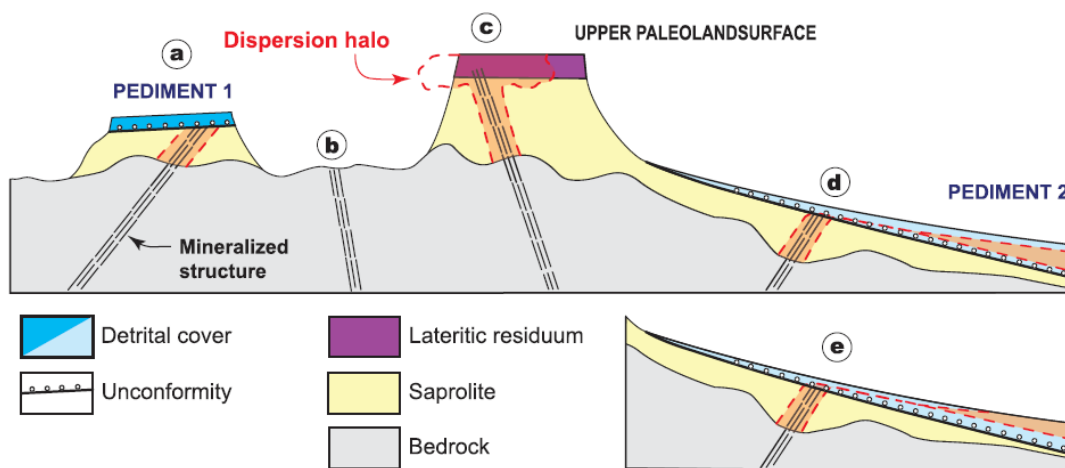 a
PEDIMENT 1
Dispersion halo
c
UPPER PALEOLANDSURFACE
b
d
PEDIMENT 2
Mineralized
structure
Detrital cover
Unconformity
Lateritic residuum
Saprolite
Bedrock
e